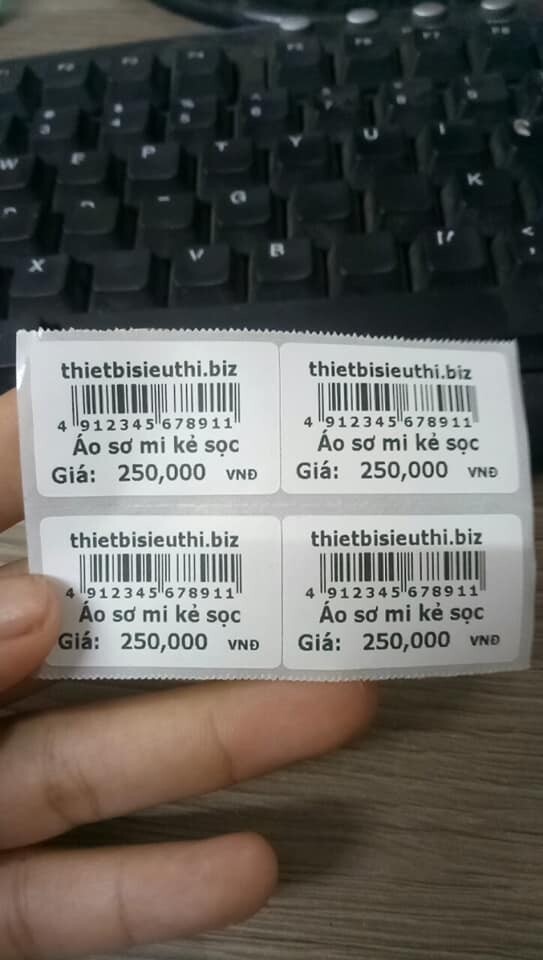 F5
W E P T Y U I
G K
X V B
thietbisieuthi.biz
4 912345 678911
Áo sơ mi kẻ sọc
Giá: 250,000 VNĐ
thietbisieuthi.biz
4 912345 678911
Áo sơ mi kẻ sọc
Giá: 250,000 VNĐ
thietbisieuthi.biz
4 912345 678911
Áo sơ mi kẻ sọc
Giá: 250,000 VNĐ
thietbisieuthi.biz
4 912345 678911
Áo sơ mi kẻ sọc
Giá: 250,000 VNĐ